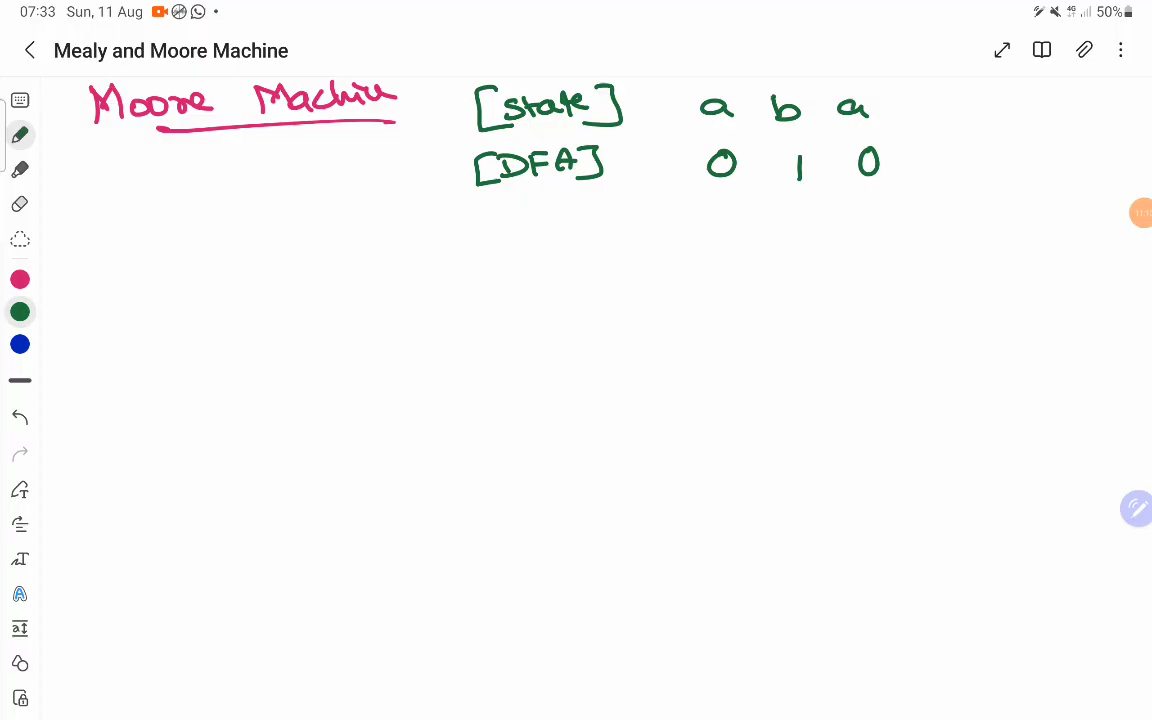 07:33 Sun, 11 Aug
50%
Mealy and Moore Machine
Moore Machine [State] a b a
[DFA] 0 1 0